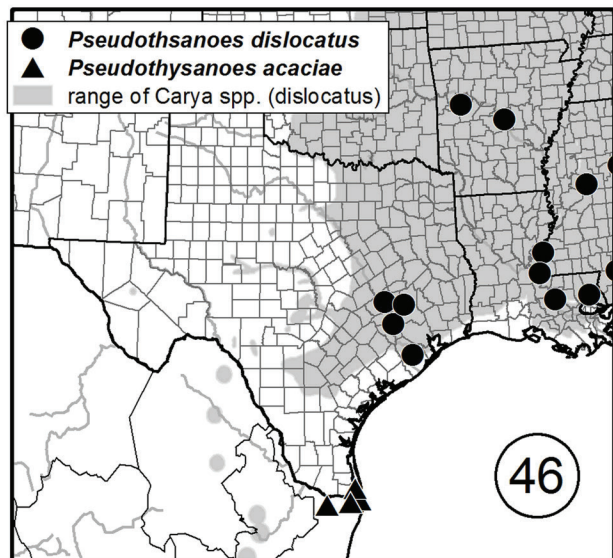 Pseudothsanoes dislocatus
Pseudothysanoes acaciae
range of Carya spp. (dislocatus)
46